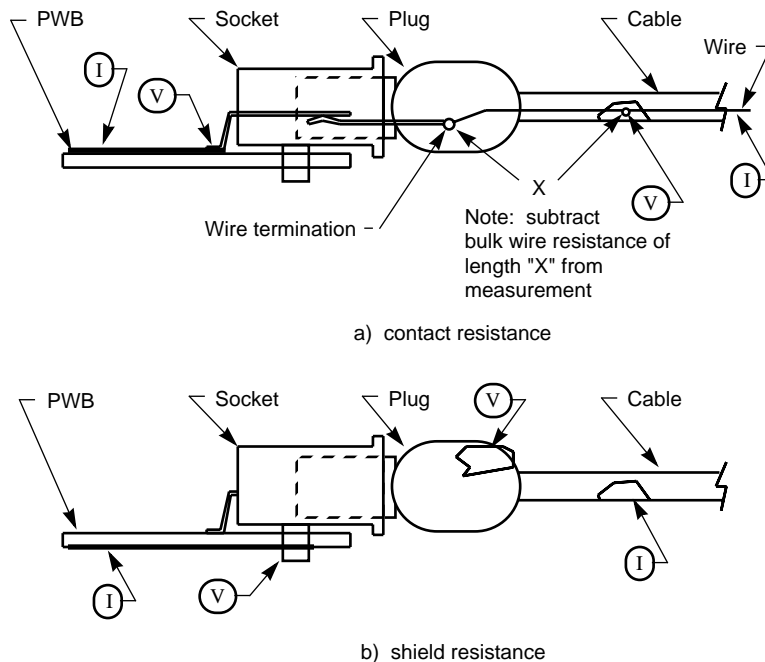 PWB
Socket
Plug
Cable
Wire
I
V
X
V
I
Wire termination
Note: subtract
bulk wire resistance of
length "X" from
measurement
a) contact resistance
PWB
Socket
Plug
V
Cable
I
V
I
b) shield resistance